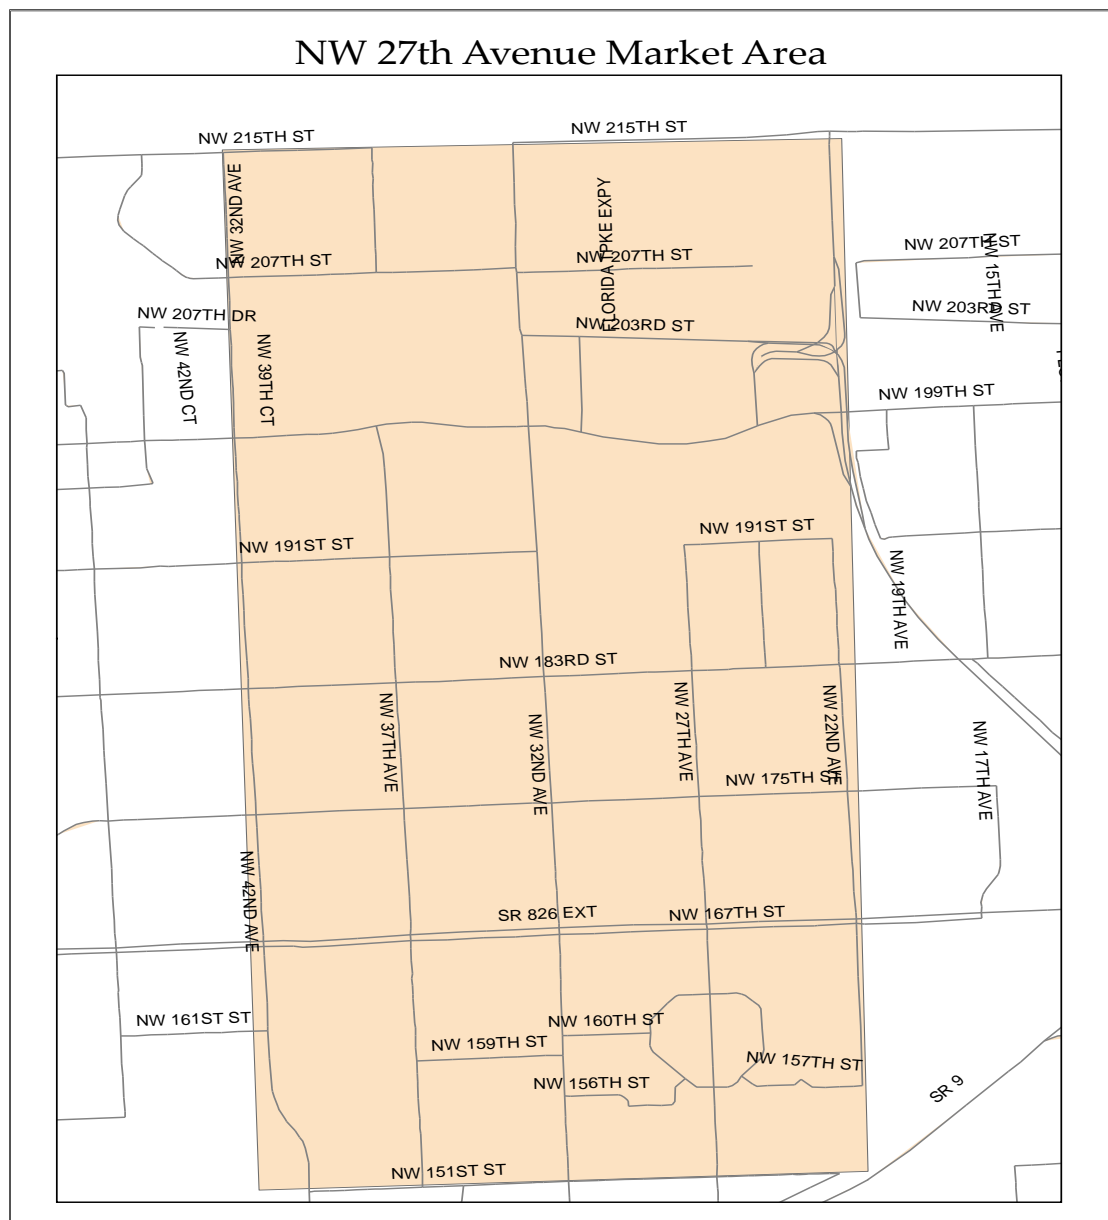 NW 27th Avenue Market Area
NW 215TH ST
NW 215TH ST
NW 32ND AVE
FLORIDA TPKE EXPY
NW 207TH ST
NW 15TH AVE
NW 207TH ST
NW 207TH ST
NW 203RD ST
NW 207TH DR
NW 203RD ST
NW 42ND CT
NW 39TH CT
NW 199TH ST
NW 191ST ST
NW 191ST ST
NW 19TH AVE
NW 183RD ST
NW 37TH AVE
NW 32ND AVE
NW 27TH AVE
NW 22ND AVE
NW 17TH AVE
NW 175TH ST
NW 42ND AVE
SR 826 EXT
NW 167TH ST
NW 161ST ST
NW 160TH ST
NW 159TH ST
NW 157TH ST
NW 156TH ST
SR 9
NW 151ST ST